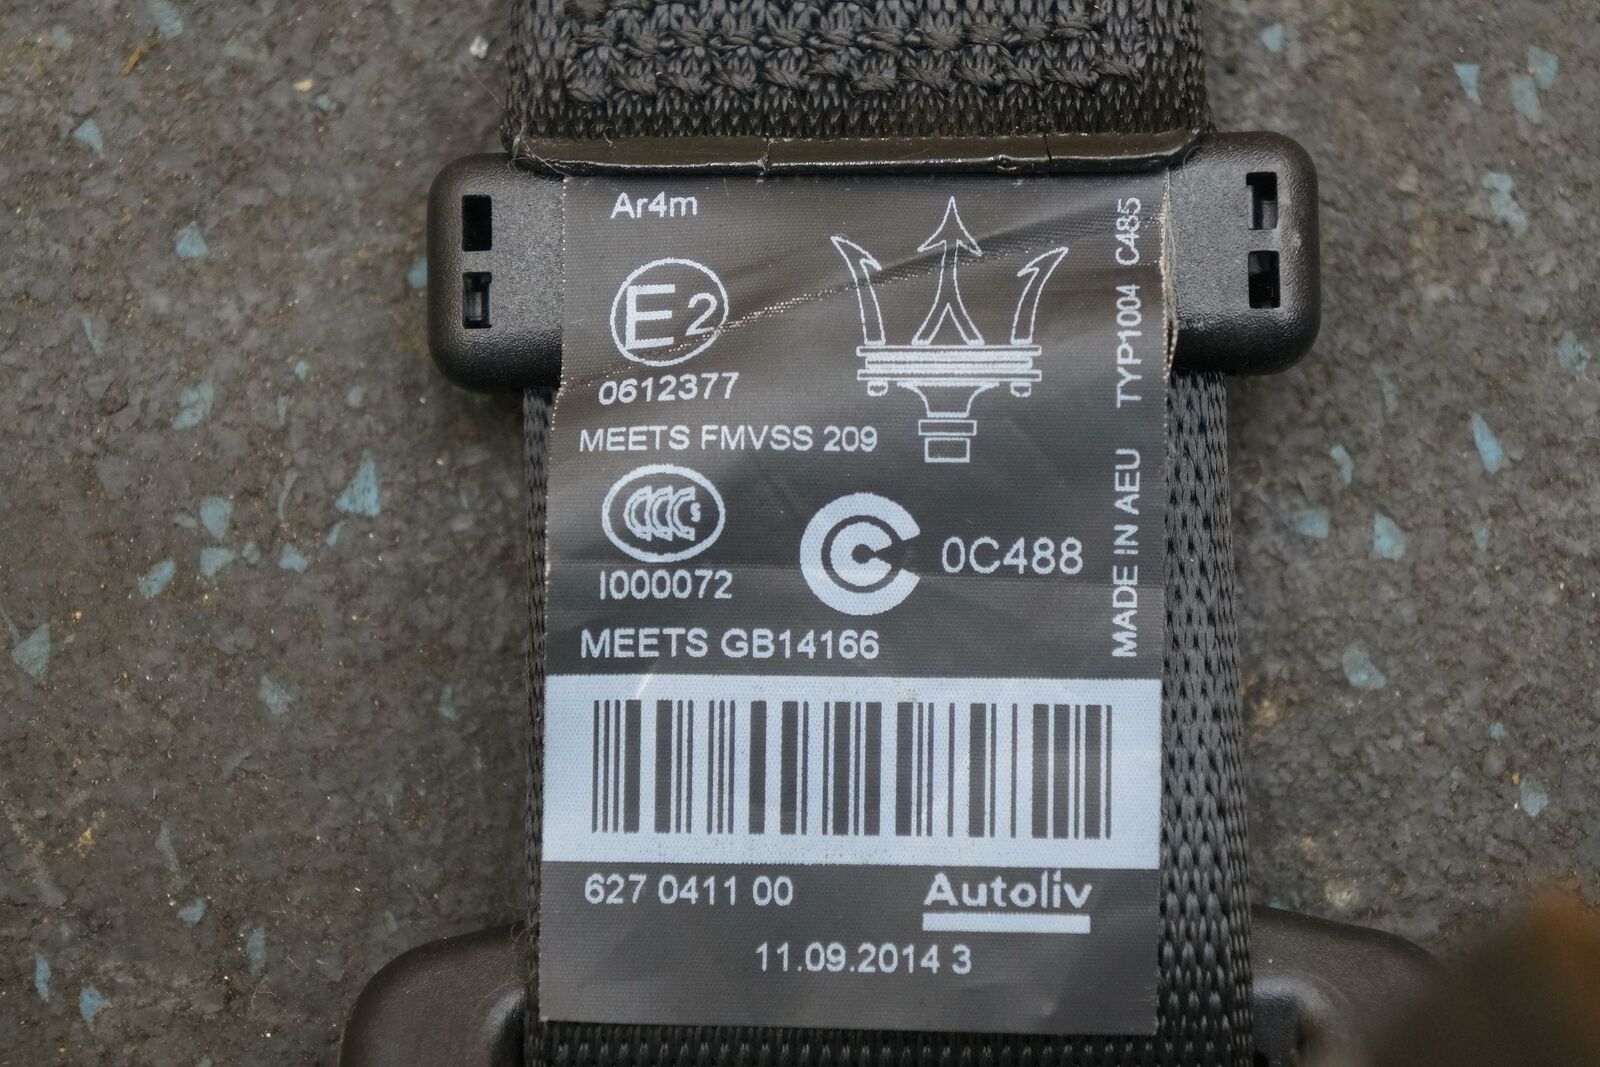 Ar4m
E2
0612377
MEETS FMVSS 209
CCC S
I000072
0C488
MEETS GB14166
MADE IN AEU TYP1004 C485
627 0411 00
Autoliv
11.09.2014 3